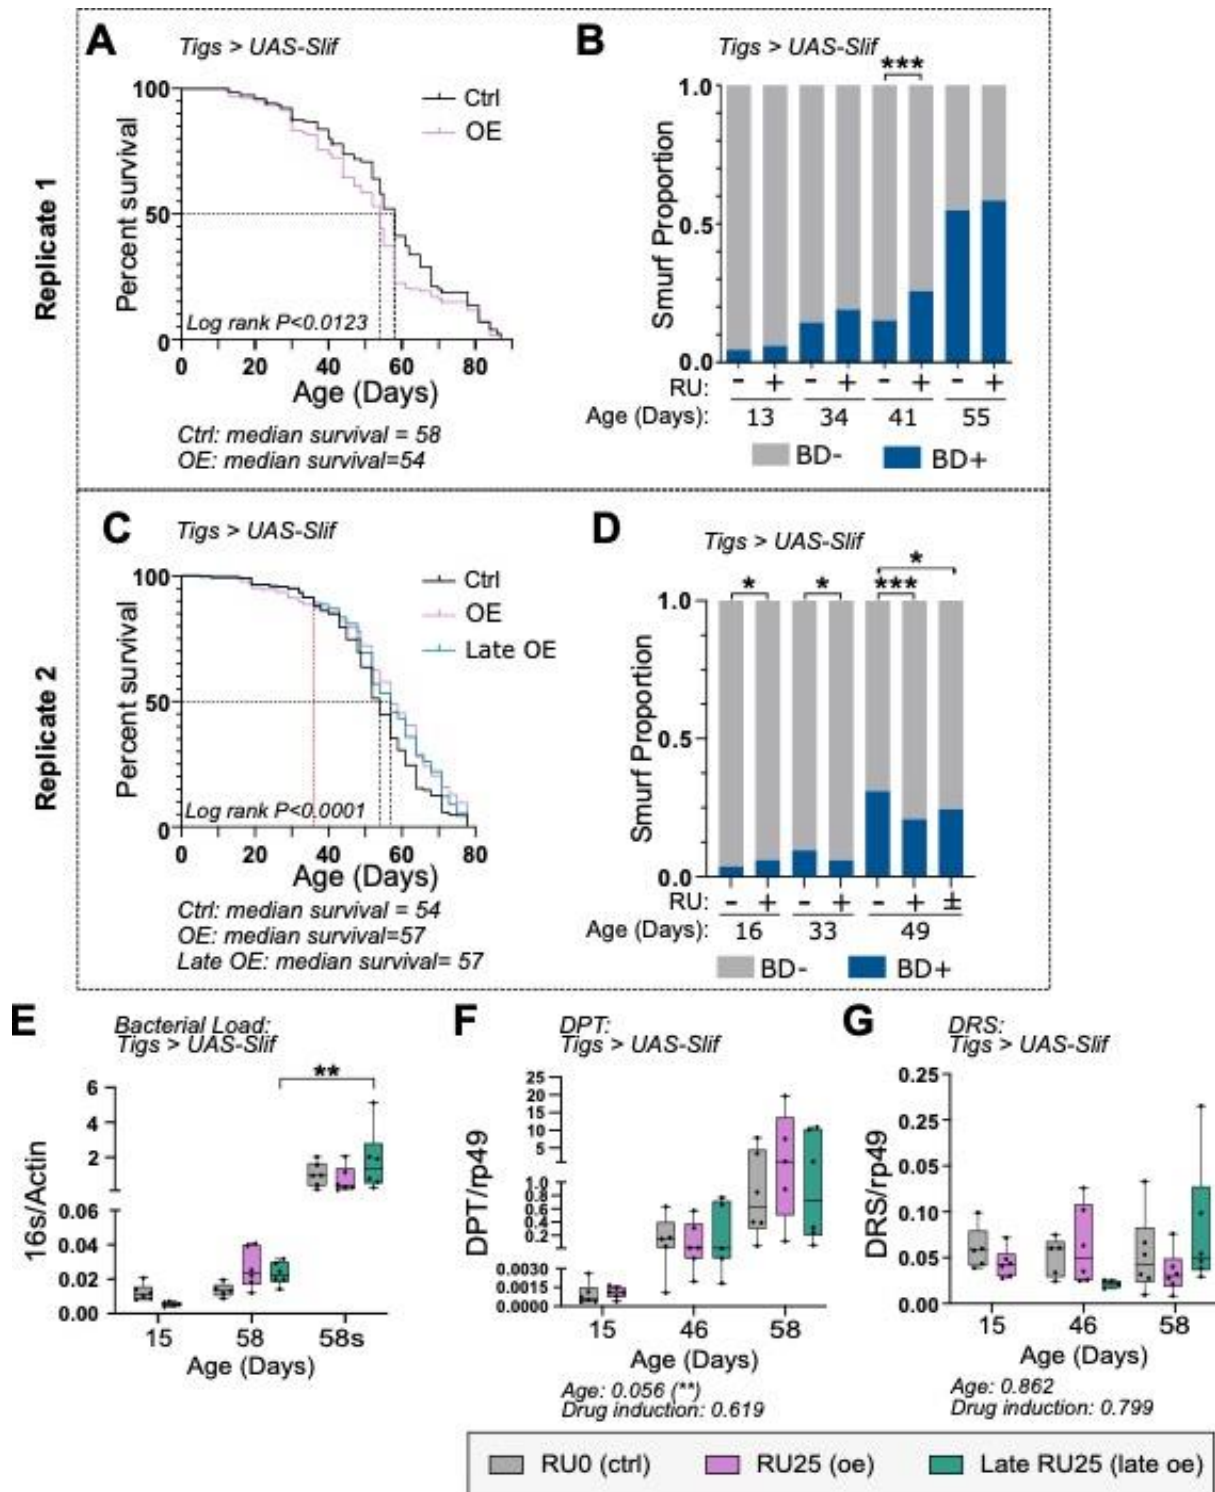 Replicate 1
A
Tigs > UAS-Slif
Percent survival
100
50
0
Ctrl
OE
Log rank P<0.0123
0 20 40 60 80
Age (Days)
Ctrl: median survival = 58
OE: median survival=54
B
Tigs > UAS-Slif
***
Smurf Proportion
1.0
0.5
0.0
RU: - + - + - + - +
Age (Days): 13 34 41 55
BD- BD+
Replicate 2
C
Tigs > UAS-Slif
Percent survival
100
50
0
Ctrl
OE
Late OE
Log rank P<0.0001
0 20 40 60 80
Age (Days)
Ctrl: median survival = 54
OE: median survival=57
Late OE: median survival= 57
D
Tigs > UAS-Slif
* * *** *
Smurf Proportion
1.0
0.5
0.0
RU: - + - + - + ±
Age (Days): 16 33 49
BD- BD+
E
Bacterial Load:
Tigs > UAS-Slif
**
16s/Actin
6
4
2
0.06
0.04
0.02
0.00
15 58 58s
Age (Days)
F
DPT:
Tigs > UAS-Slif
DPT/rp49
25
20
15
10
5
1.0
0.8
0.6
0.4
0.2
0.0030
0.0015
0.0000
15 46 58
Age (Days)
Age: 0.056 (**)
Drug induction: 0.619
G
DRS:
Tigs > UAS-Slif
DRS/rp49
0.25
0.25
0.05
0.10
0.05
0.00
15 46 58
Age (Days)
Age: 0.862
Drug induction: 0.799
RU0 (ctrl) RU25 (oe) Late RU25 (late oe)